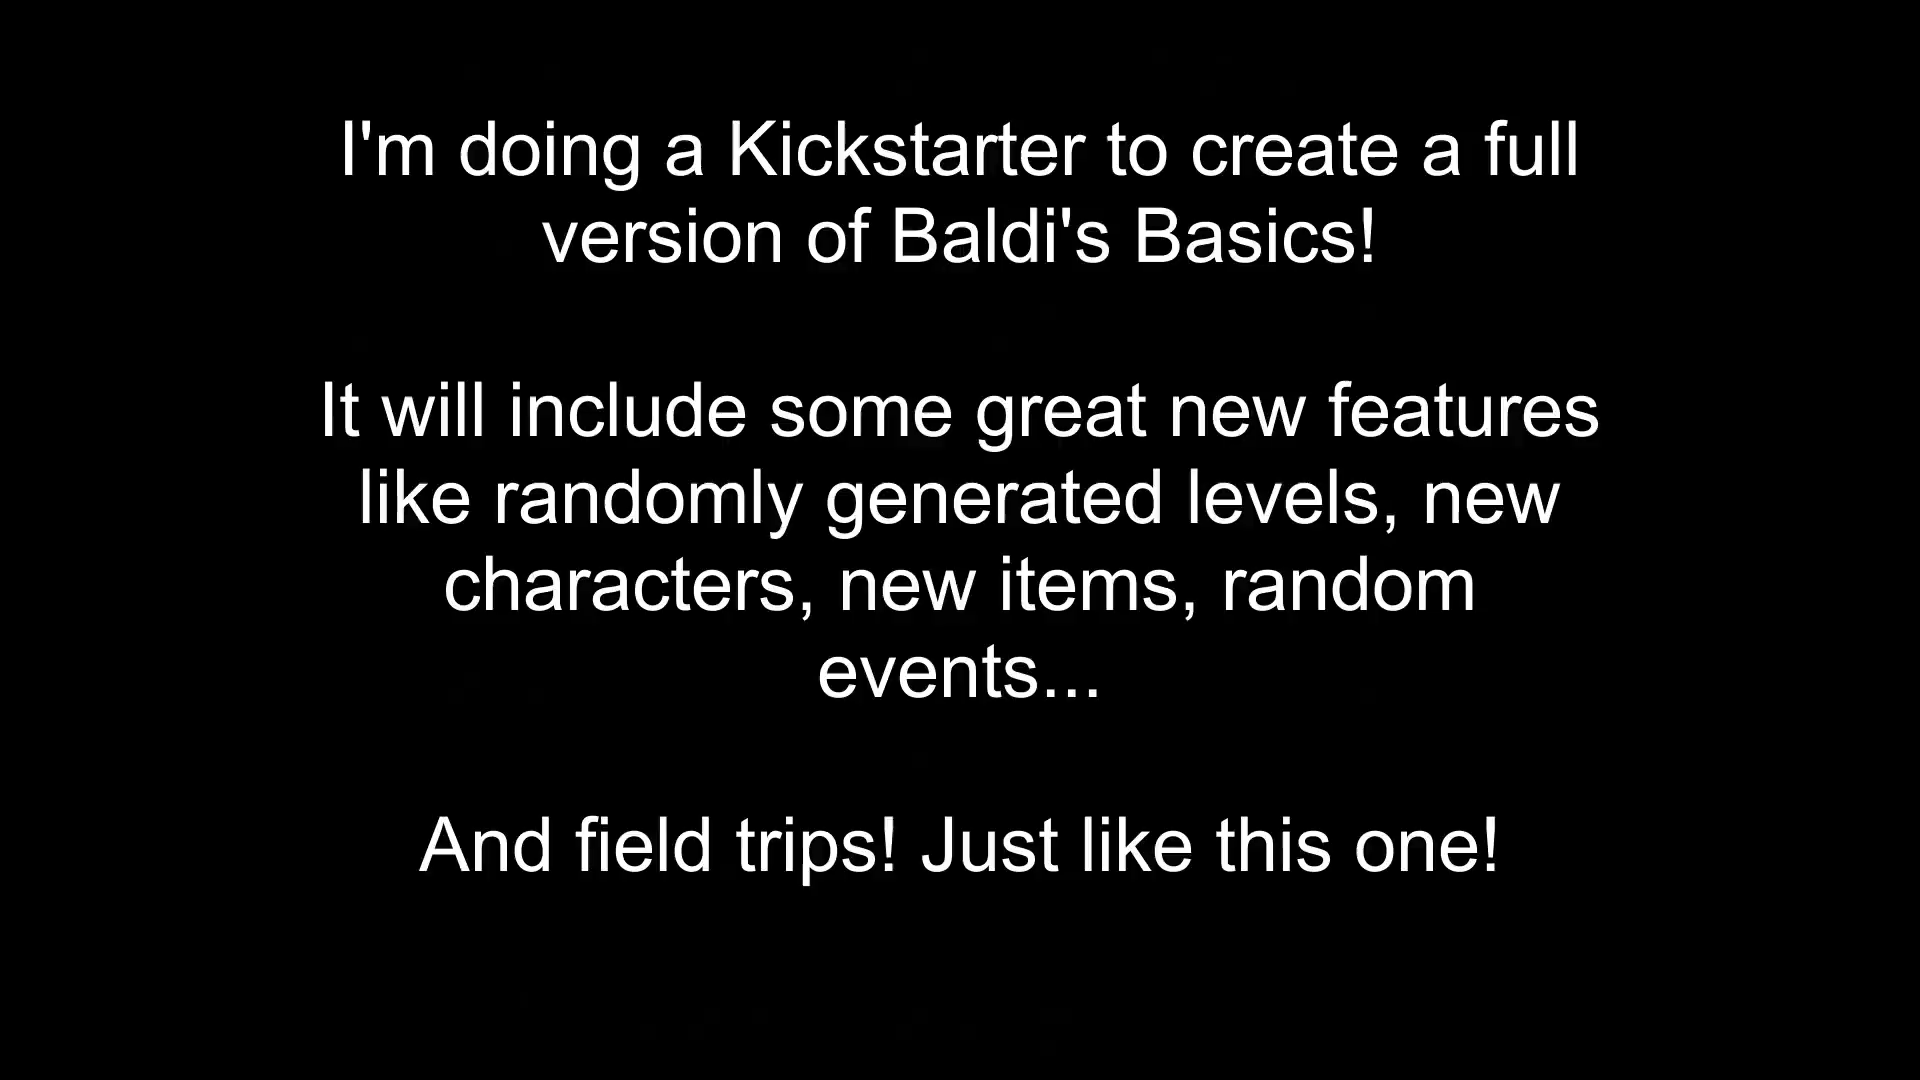 I'm doing a Kickstarter to create a full
version of Baldi's Basics!
It will include some great new features
like randomly generated levels, new
characters, new items, random
events...
And field trips! Just like this one!